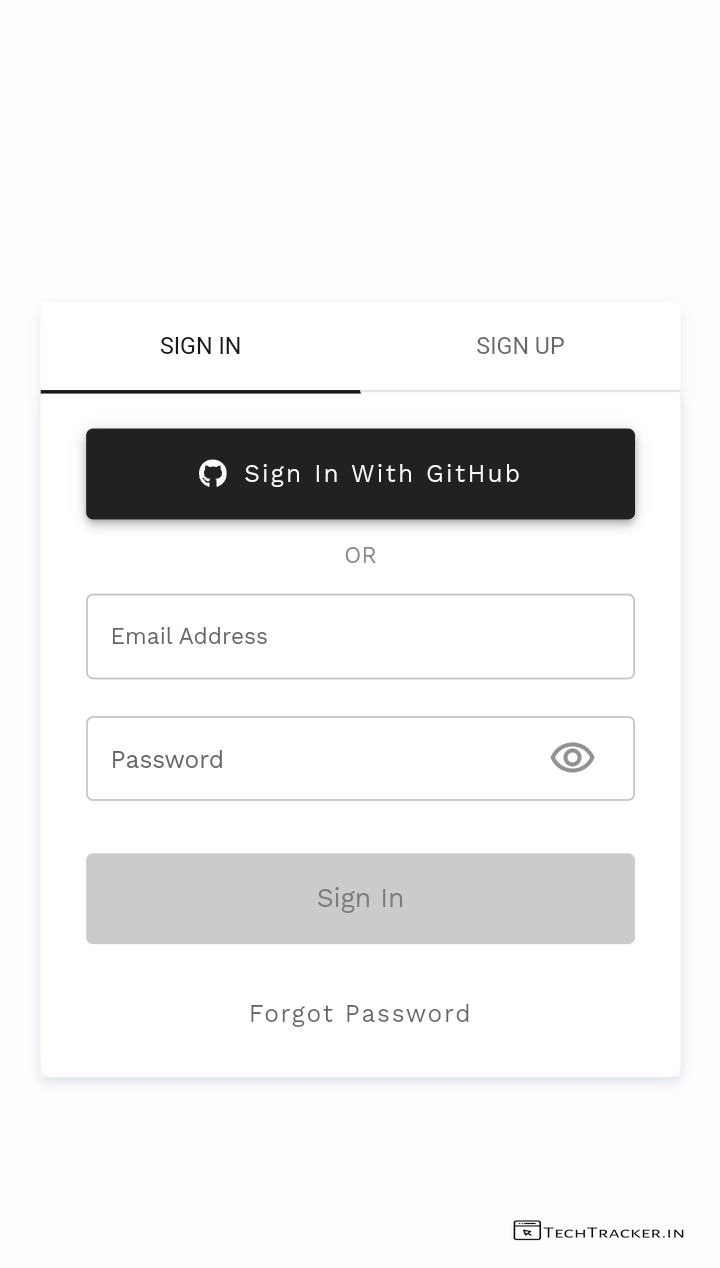 SIGN IN
SIGN UP
Sign In With GitHub
OR
Email Address
Password
Sign In
Forgot Password
TECHTRACKER.IN